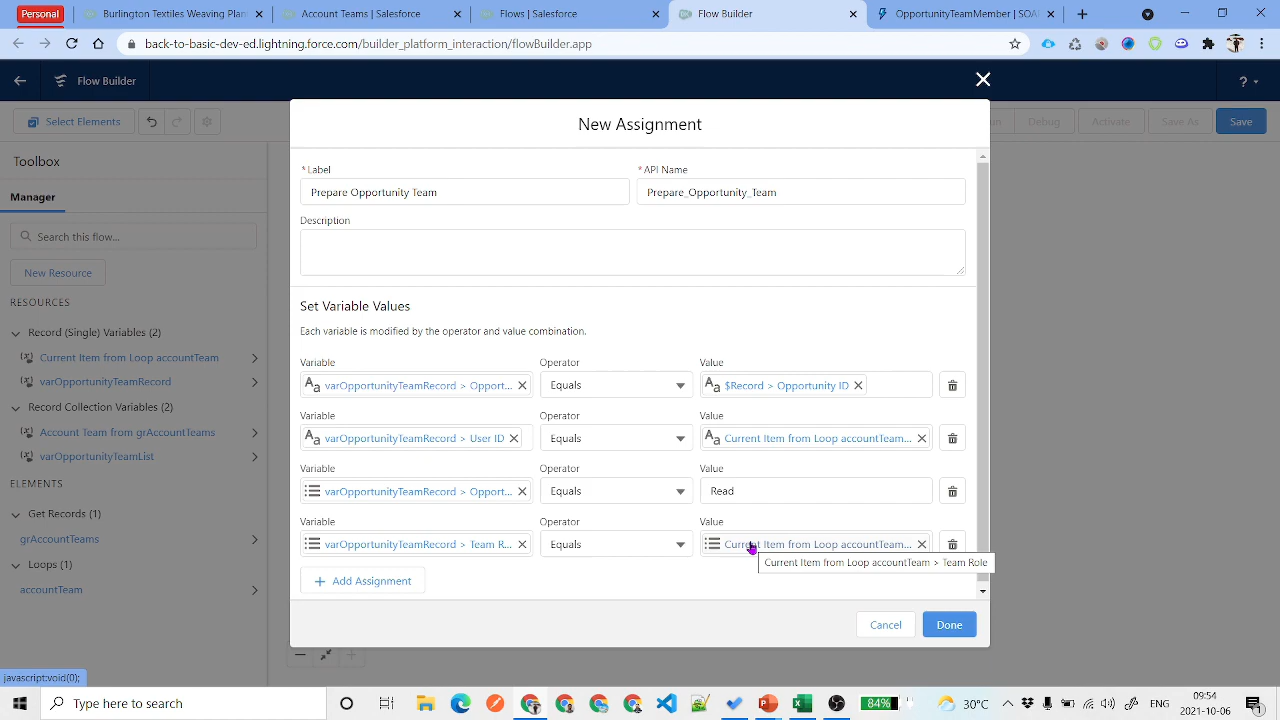 Personal
Burlington Textiles Weaving Plan
Account Teams | Salesforce
Flows | Salesforce
Flow Builder
OpportunityTeamMember | SOA
back-to-basic-dev-ed.lightning.force.com/builder_platform_interaction/flowBuilder.app
Flow Builder
?
Select Elements
Debug
Activate
Save As
Save
New Assignment
Toolbox
Manager
Search this flow...
New Resource
RESOURCES
Record (Single) Variables (2)
Current Item from Loop accountTeam
varOpportunityTeamRecord
Record Collection Variables (2)
Account Team from grAccountTeams
varOpportunityTeamList
ELEMENTS
Get Records (1)
grAccountTeams
Loops (1)
accountTeam
* Label
Prepare Opportunity Team
* API Name
Prepare_Opportunity_Team
Description
Set Variable Values
Each variable is modified by the operator and value combination.
Variable Operator Value
Aa varOpportunityTeamRecord > Opport... Equals Aa $Record > Opportunity ID
Variable Operator Value
Aa varOpportunityTeamRecord > User ID Equals Aa Current Item from Loop accountTeam...
Variable Operator Value
varOpportunityTeamRecord > Opport... Equals Read
Variable Operator Value
varOpportunityTeamRecord > Team R... Equals Current Item from Loop accountTeam...
Current Item from Loop accountTeam > Team Role
+ Add Assignment
Cancel
Done
javascript:void(0);
Type here to search
84%
30°C
ENG
09:54
2021-10-06